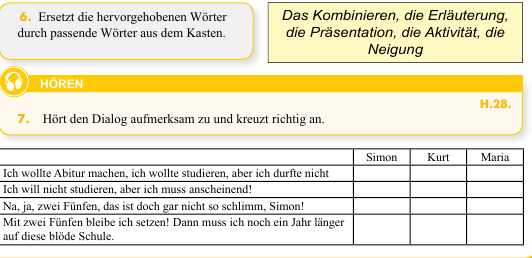 6. Ersetzt die hervorgehobenen Wörter
durch passende Wörter aus dem Kasten.
Das Kombinieren, die Erläuterung,
die Präsentation, die Aktivität, die
Neigung
HÖREN
H.28.
7. Hört den Dialog aufmerksam zu und kreuzt richtig an.
Simon Kurt Maria
Ich wollte Abitur machen, ich wollte studieren, aber ich durfte nicht
Ich will nicht studieren, aber ich muss anscheinend!
Na, ja, zwei Fünfen, das ist doch gar nicht so schlimm, Simon!
Mit zwei Fünfen bleibe ich setzen! Dann muss ich noch ein Jahr länger
auf diese blöde Schule.